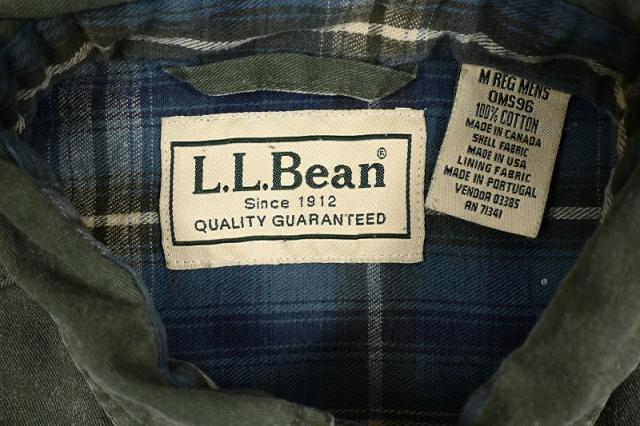 L.L.Bean®
Since 1912
QUALITY GUARANTEED
M REG MENS
OMS96
100% COTTON
MADE IN CANADA
SHELL FABRIC
MADE IN USA
LINING FABRIC
MADE IN PORTUGAL
VENDOR 03385
RN 71341